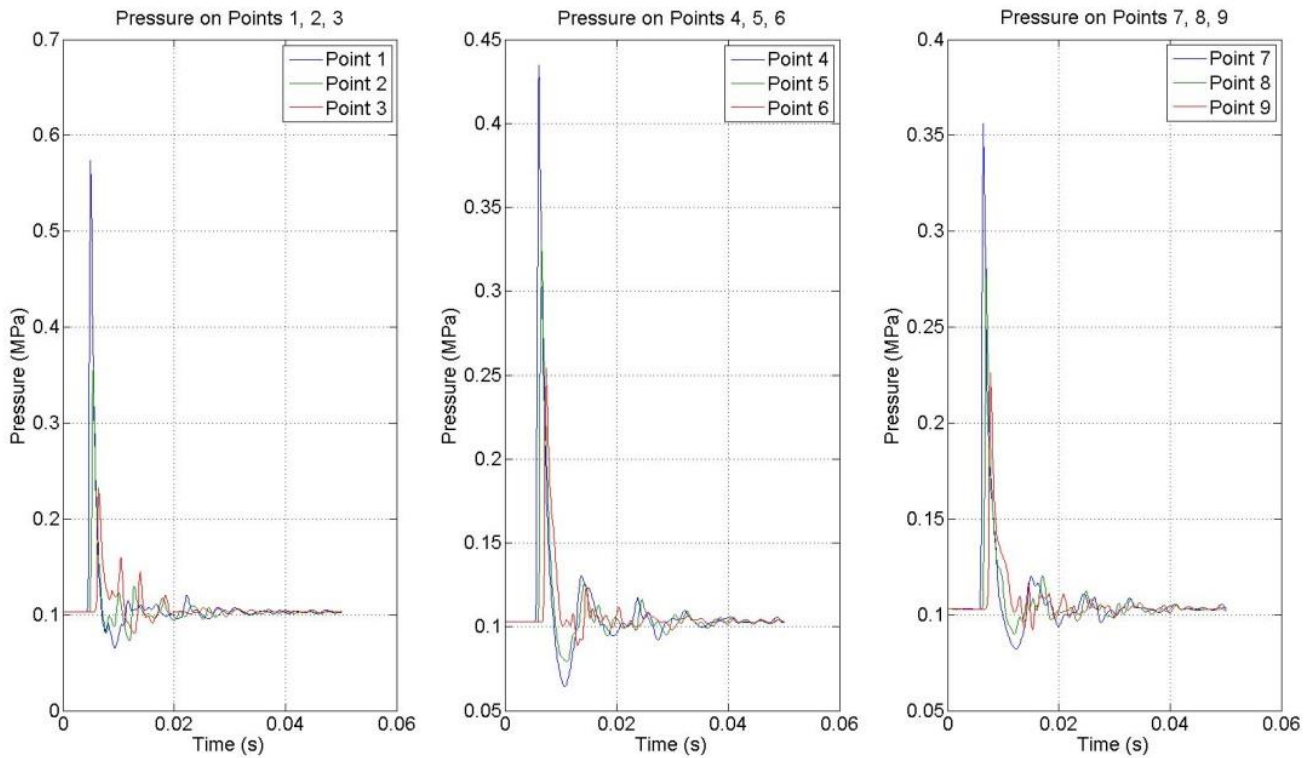 Pressure on Points 1, 2, 3
0.7
0.6
0.5
0.4
0.3
0.2
0.1
0
Pressure (MPa)
0
0.02
0.04
0.06
Time (s)
Point 1
Point 2
Point 3
Pressure on Points 4, 5, 6
0.45
0.4
0.35
0.3
0.25
0.2
0.15
0.1
0.05
Pressure (MPa)
0
0.02
0.04
0.06
Time (s)
Point 4
Point 5
Point 6
Pressure on Points 7, 8, 9
0.4
0.35
0.3
0.25
0.2
0.15
0.1
0.05
Pressure (MPa)
0
0.02
0.04
0.06
Time (s)
Point 7
Point 8
Point 9